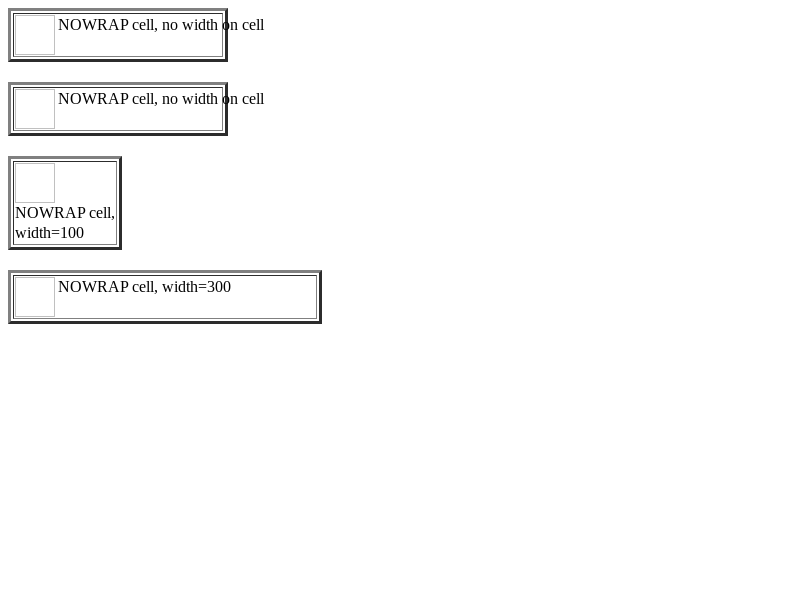 NOWRAP cell, no width on cell
NOWRAP cell, no width on cell
NOWRAP cell,
width=100
NOWRAP cell, width=300